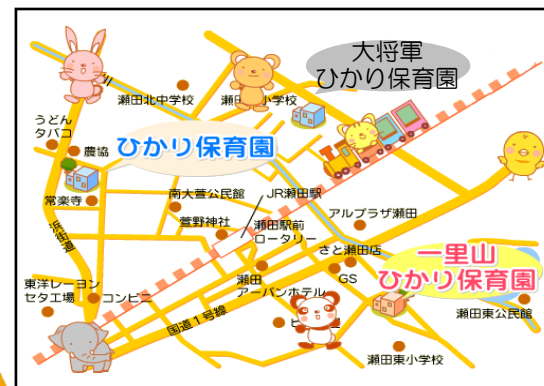 大将軍
ひかり保育園
瀬田北中学校
瀬田
小学校
うどん
タバコ
農協
ひかり保育園
常楽寺
南大萱公民館
JR瀬田駅
萱野神社
瀬田駅前
ロータリー
アルプラザ瀬田
浜街道
さと瀬田店
一里山
ひかり保育園
瀬田
アーバンホテル
GS
東洋レーヨン
セタ工場
コンビニ
国道1号線
瀬田東公民館
瀬田東小学校